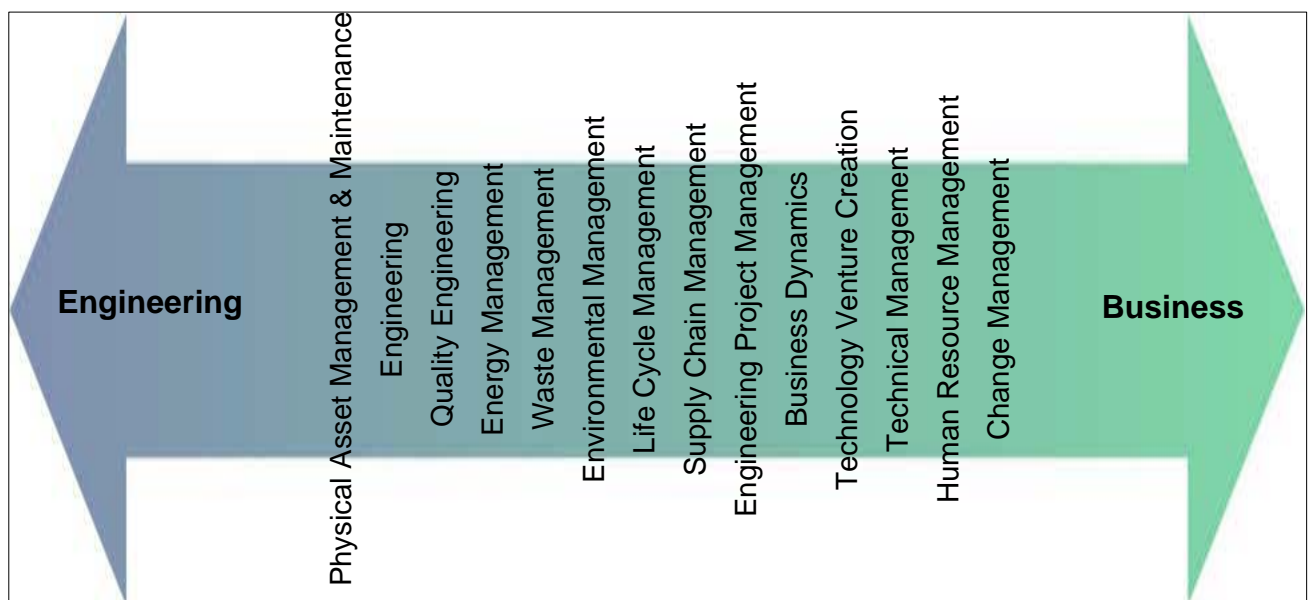 Engineering
Physical Asset Management & Maintenance
Engineering
Quality Engineering
Energy Management
Waste Management
Environmental Management
Life Cycle Management
Supply Chain Management
Engineering Project Management
Business Dynamics
Technology Venture Creation
Technical Management
Human Resource Management
Change Management
Business